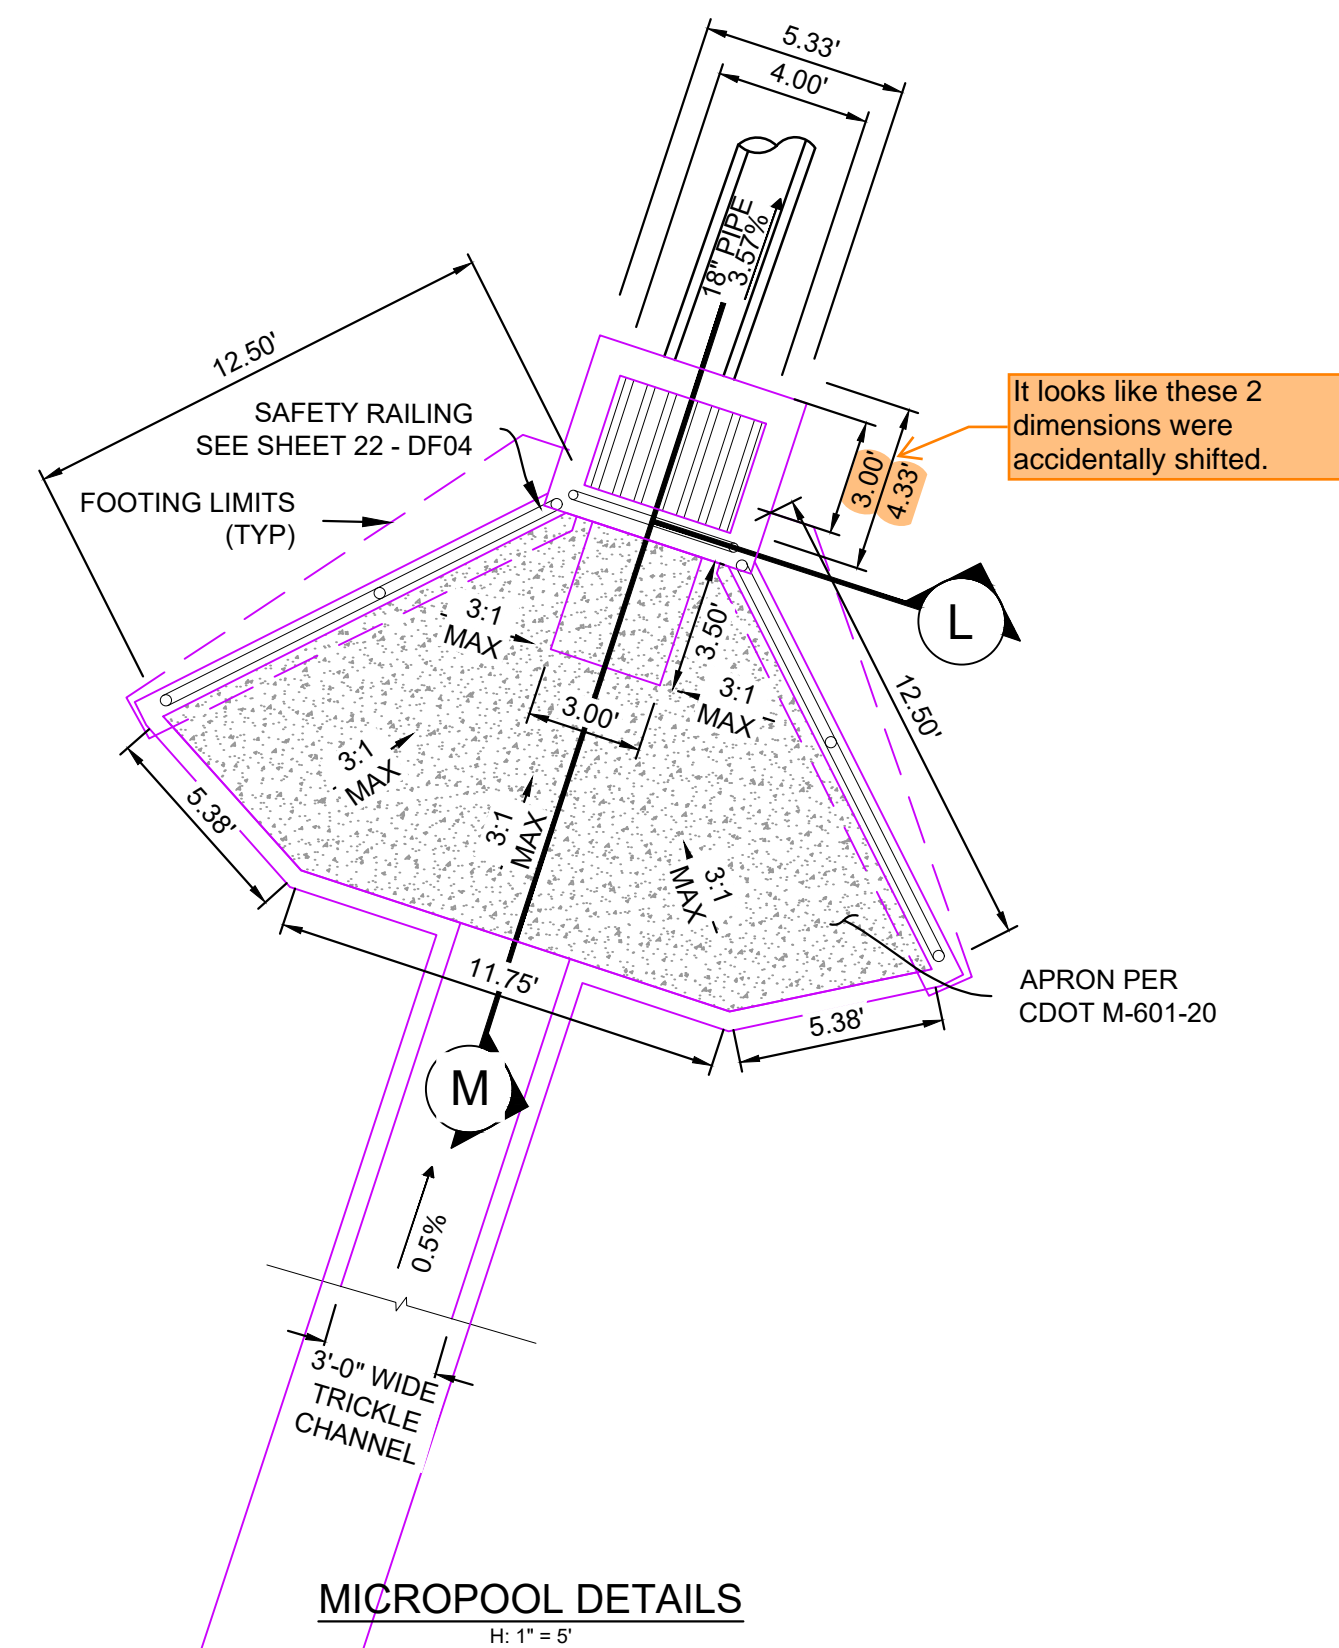 5.33'
4.00'
18" PIPE
3.57%
12.50'
SAFETY RAILING
SEE SHEET 22 - DF04
FOOTING LIMITS
(TYP)
It looks like these 2
dimensions were
accidentally shifted.
3.00'
4.33'
L
3:1
MAX
3.50'
3:1
MAX
3.00'
12.50'
3:1
MAX
3:1
MAX
3:1
MAX
5.38'
11.75'
5.38'
APRON PER
CDOT M-601-20
M
0.5%
3'-0" WIDE
TRICKLE
CHANNEL
MICROPOOL DETAILS
H: 1" = 5'